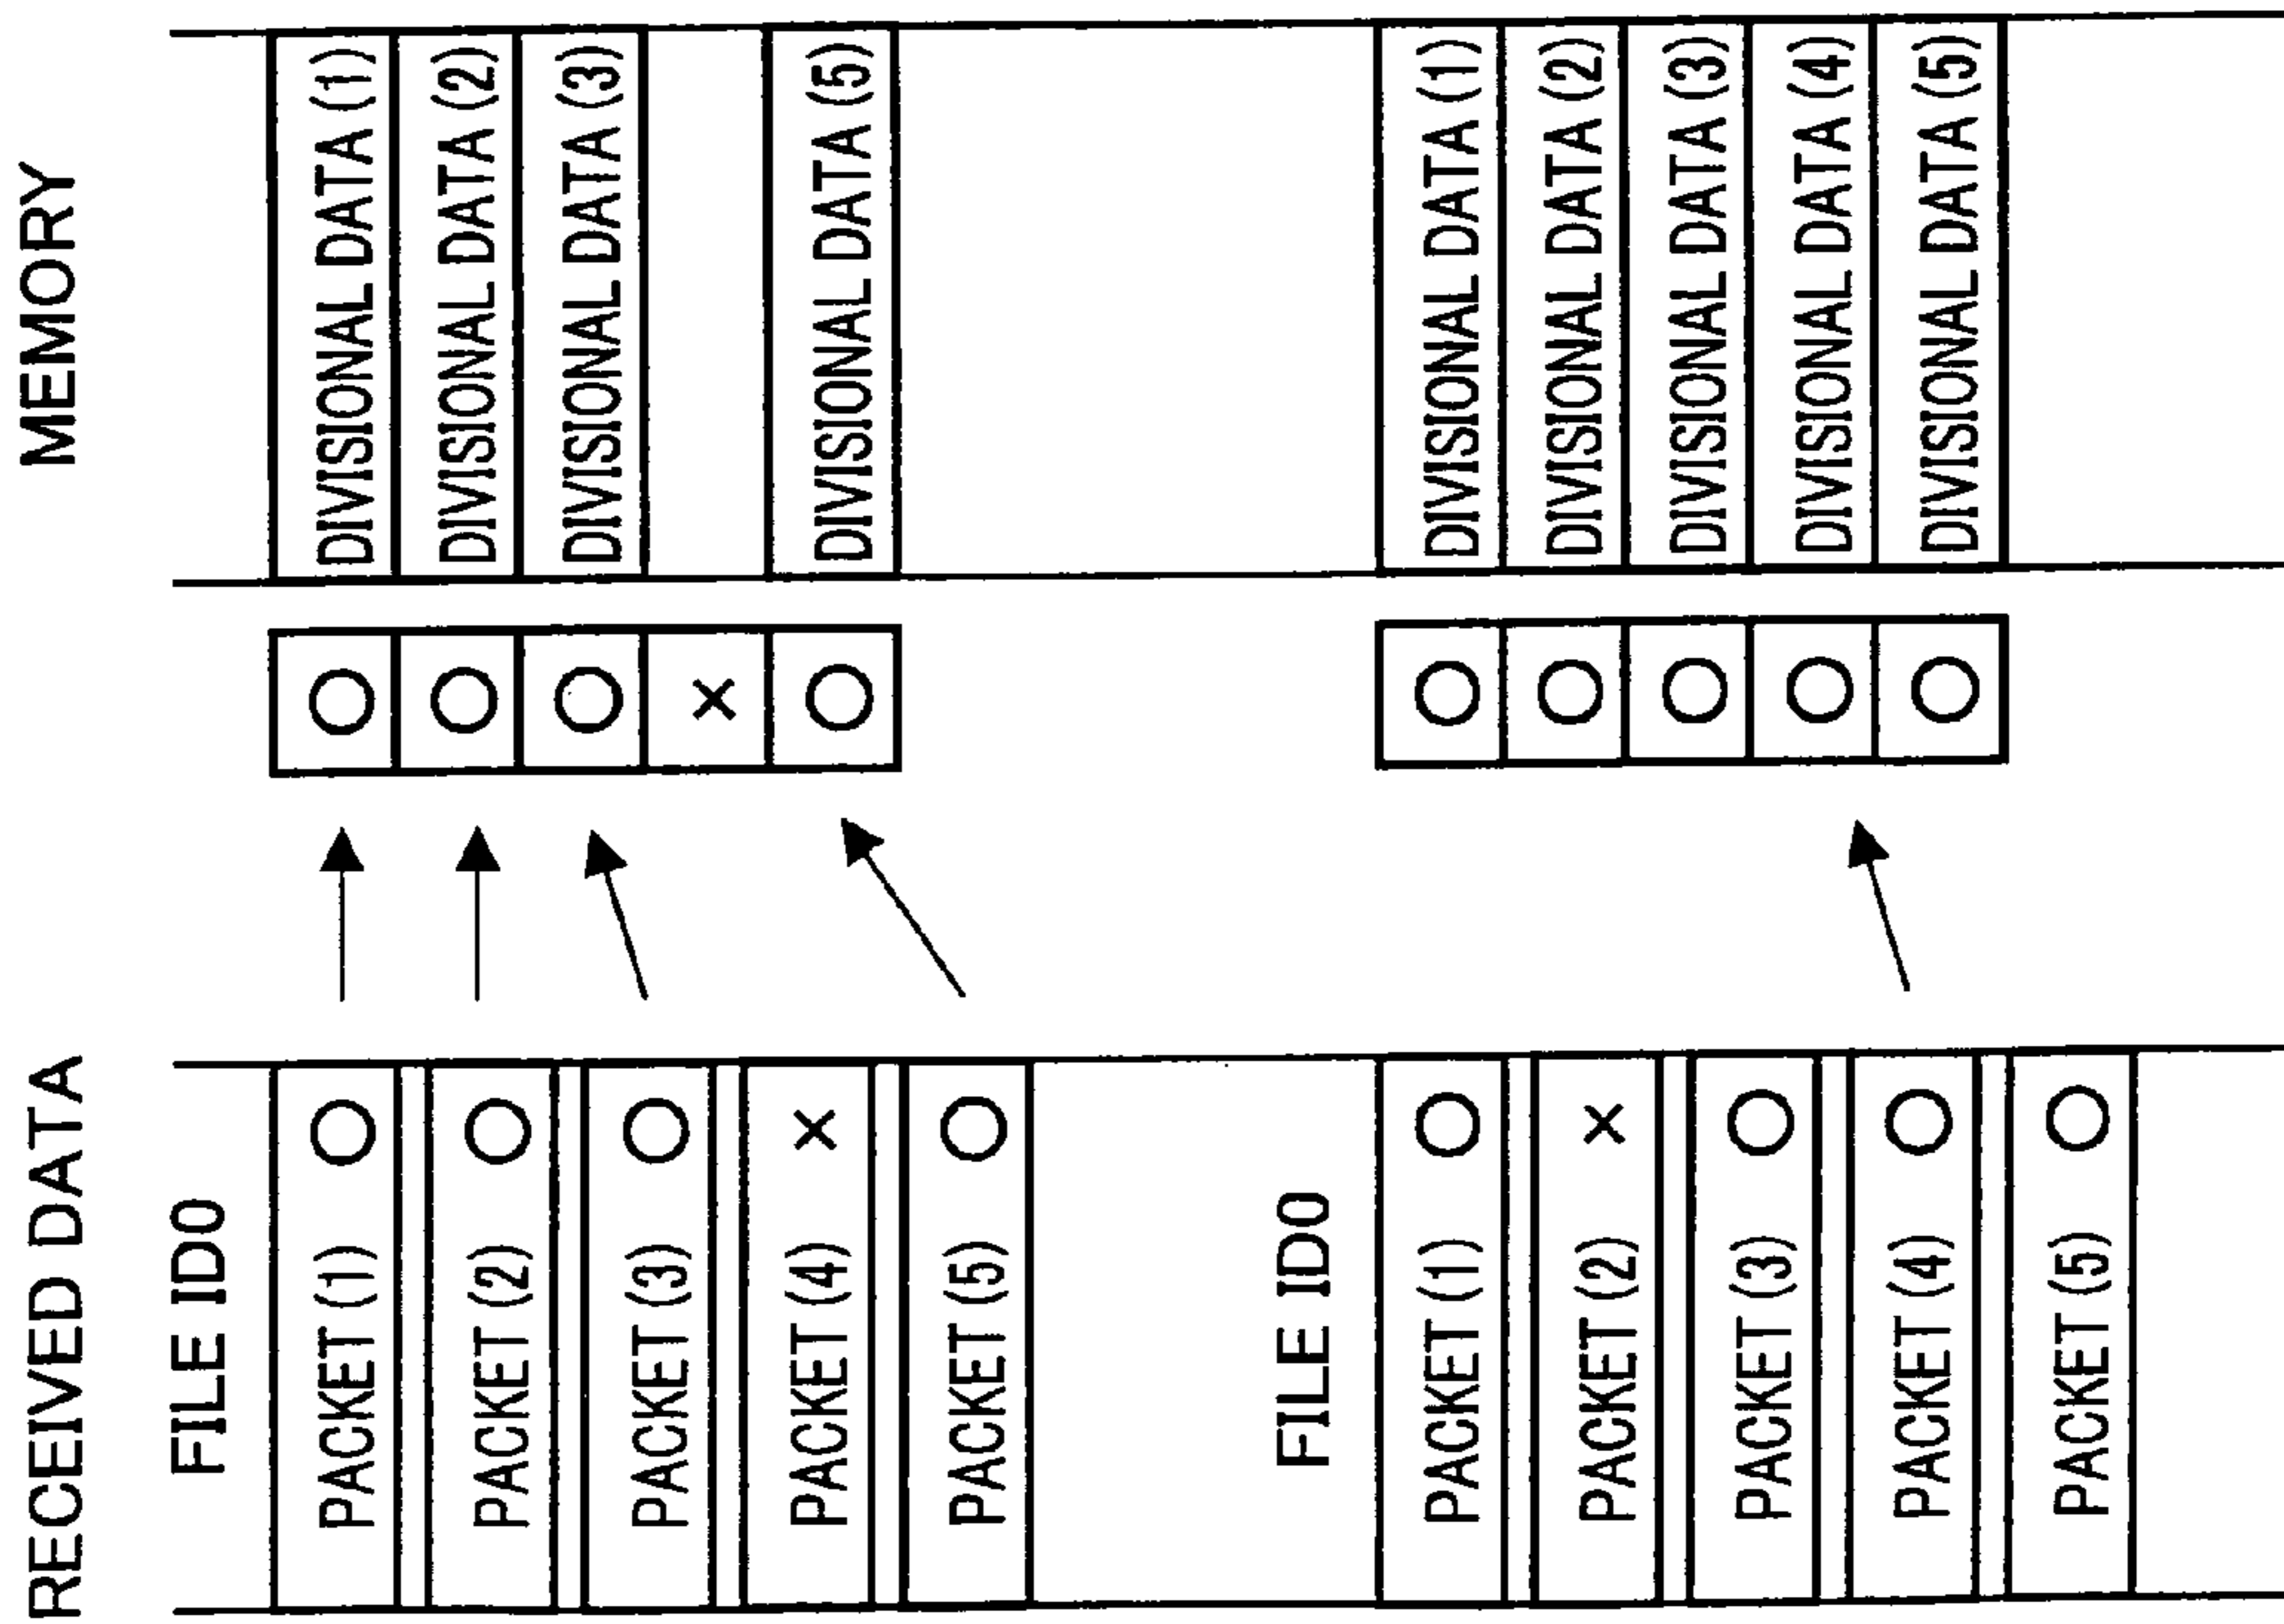 RECEIVED DATA
MEMORY
FILE ID0
PACKET (1) ○ ○ DIVISIONAL DATA (1)
PACKET (2) ○ ○ DIVISIONAL DATA (2)
PACKET (3) ○ ○ DIVISIONAL DATA (3)
PACKET (4) × ×
PACKET (5) ○ ○ DIVISIONAL DATA (5)
FILE ID0
PACKET (1) ○ ○ DIVISIONAL DATA (1)
PACKET (2) × ○ DIVISIONAL DATA (2)
PACKET (3) ○ ○ DIVISIONAL DATA (3)
PACKET (4) ○ ○ DIVISIONAL DATA (4)
PACKET (5) ○ ○ DIVISIONAL DATA (5)